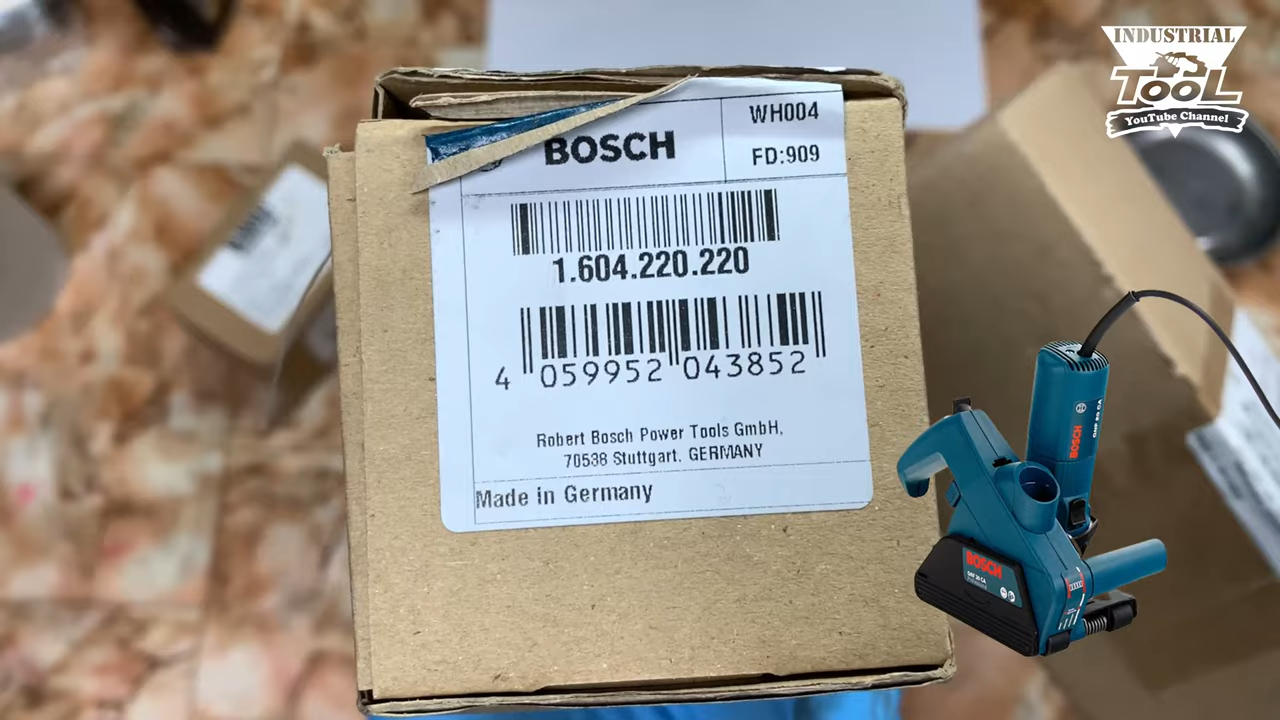 INDUSTRIAL
TOOL
YouTube Channel
BOSCH
WH004
FD:909
1.604.220.220
4 059952 043852
Robert Bosch Power Tools GmbH,
70538 Stuttgart. GERMANY
Made in Germany
BOSCH
BOSCH